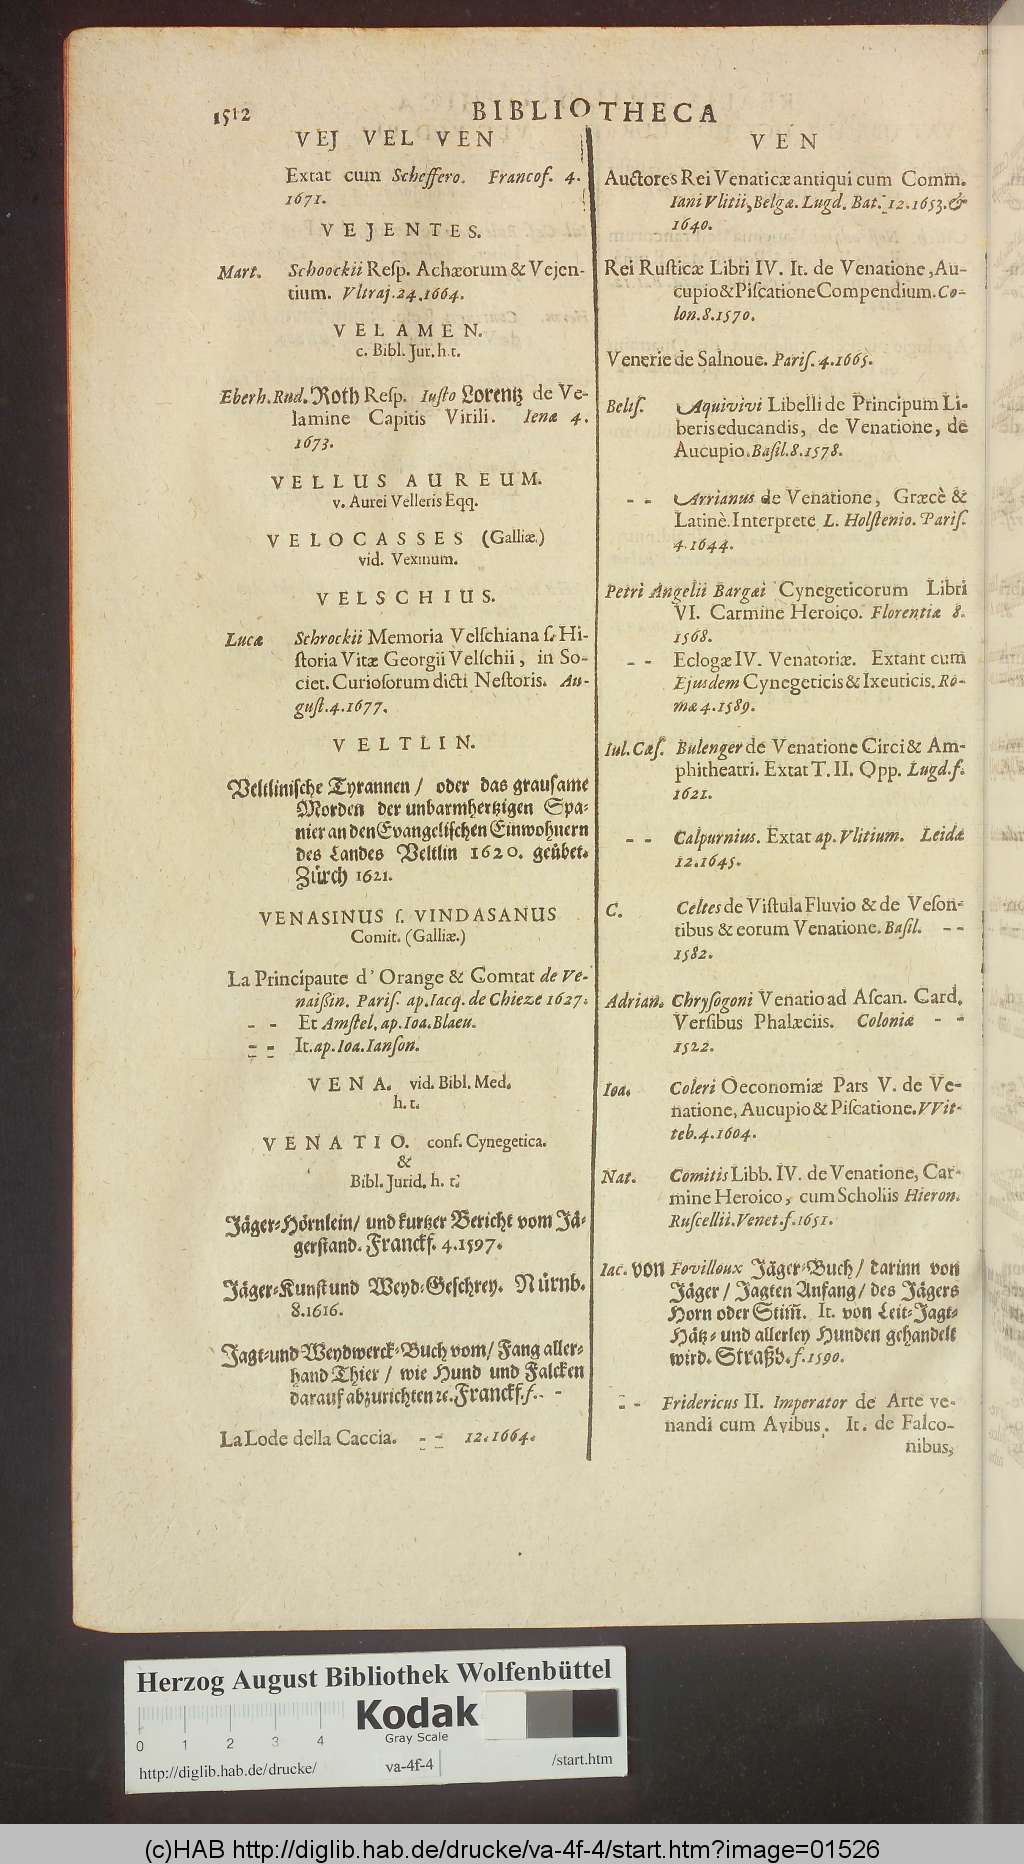 1512
BIBLIOTHECA
VEJ VEL VEN
Extat cum Scheffero. Francof. 4.
1671.
VEJENTES.
Mart. Schoockii Resp. Achæorum & Vejen-
tium. Vltraj. 24. 1664.
VELAMEN.
c. Bibl. Jur. h.t.
Eberh. Rud. Roth Resp. Iusto Lorentz de Ve-
lamine Capitis Virili. Ienæ 4.
1673.
VELLUS AUREUM.
v. Aurei Velleris Eqq.
VELOCASSES (Galliæ)
vid. Vexinum.
VELSCHIUS.
Lucæ Schrockii Memoria Velschiana s. Hi-
storia Vitæ Georgii Velschii, in So-
ciet. Curiosorum dicti Nestoris. Au-
gust. 4. 1677.
VELTLIN.
Veltlinische Tyrannen / oder das grausame
Morden der unbarmhertzigen Spa-
nier an den Evangelischen Einwohnern
des Landes Veltlin 1620. geübet.
Zürch 1621.
VENASINUS s. VINDASANUS
Comit. (Galliæ.)
La Principaute d'Orange & Comtat de Ve-
naißin. Paris. ap. Iacq. de Chieze 1627.
- - Et Amstel. ap. Ioa. Blaeu.
- - It. ap. Ioa. Ianson.
VENA. vid. Bibl. Med.
h. t.
VENATIO. conf. Cynegetica.
&
Bibl. Jurid. h. t.
Jäger-Hörnlein / und kurtzer Bericht vom Jä-
gerstand. Franckf. 4. 1597.
Jäger-Kunst und Weyd-Geschrey. Nürnb.
8. 1616.
Jagt- und Weydwerck-Buch vom / Fang aller-
hand Thier / wie Hund und Falcken
darauf abzurichten ꝛc. Franckf. f. - -
La Lode della Caccia. - - 12. 1664.
VEN
Auctores Rei Venaticæ antiqui cum Comm.
Iani Vlitii, Belgæ. Lugd. Bat. 12. 1653. &
1640.
Rei Rusticæ Libri IV. It. de Venatione, Au-
cupio & Piscatione Compendium. Co-
lon. 8. 1570.
Venerie de Salnoue. Paris. 4. 1665.
Belis. Aquivivi Libelli de Principum Li-
beris educandis, de Venatione, de
Aucupio. Basil. 8. 1578.
- - Arrianus de Venatione, Græcè &
Latinè. Interprete L. Holstenio. Paris.
4. 1644.
Petri Angelii Bargæi Cynegeticorum Libri
VI. Carmine Heroico. Florentiæ 8.
1568.
- - Eclogæ IV. Venatoriæ. Extant cum
Ejusdem Cynegeticis & Ixeuticis. Ro-
mæ 4. 1589.
Iul. Cæs. Bulenger de Venatione Circi & Am-
phitheatri. Extat T. II. Opp. Lugd. f.
1621.
- - Calpurnius. Extat ap. Vlitium. Leidæ
12. 1645.
C. Celtes de Vistula Fluvio & de Veson-
tibus & eorum Venatione. Basil. - -
1582.
Adrian. Chrysogoni Venatio ad Ascan. Card.
Versibus Phalæciis. Coloniæ - -
1522.
Ioa. Coleri Oeconomiæ Pars V. de Ve-
natione, Aucupio & Piscatione. VVit-
teb. 4. 1604.
Nat. Comitis Libb. IV. de Venatione, Car-
mine Heroico, cum Scholiis Hieron.
Ruscellii. Venet. f. 1651.
Iac. von Fovilloux Jäger-Buch / darinn von
Jäger / Jagten Anfang / des Jägers
Horn oder Stim̃. It. von Leit-Jagt-
Hätz- und allerley Hunden gehandelt
wird. Straßb. f. 1590.
- - Fridericus II. Imperator de Arte ve-
nandi cum Avibus. It. de Falco-
nibus,
Herzog August Bibliothek Wolfenbüttel
Kodak
Gray Scale
0 1 2 3 4
http://diglib.hab.de/drucke/ va-4f-4 /start.htm
(c)HAB http://diglib.hab.de/drucke/va-4f-4/start.htm?image=01526